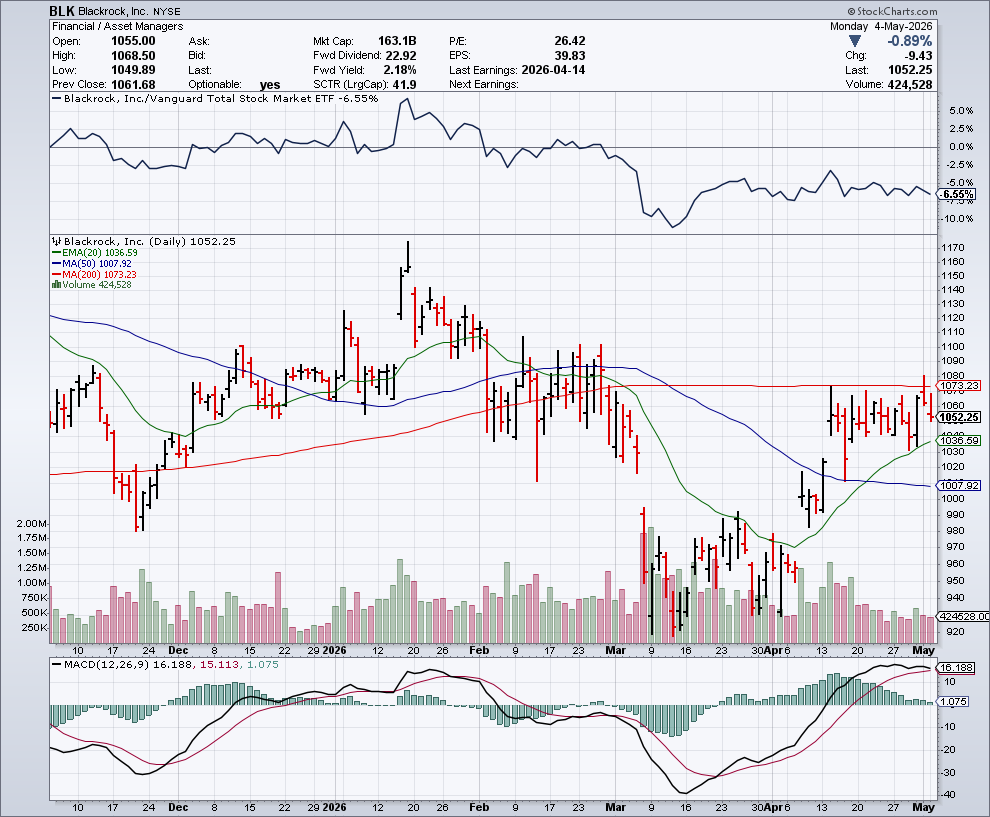 BLK Blackrock, Inc. NYSE © StockCharts.com
Financial / Asset Managers Monday 4-May-2026
Open: 1055.00 Ask: Mkt Cap: 163.1B P/E: 26.42 ▼ -0.89%
High: 1068.50 Bid: Fwd Dividend: 22.92 EPS: 39.83 Chg: -9.43
Low: 1049.89 Last: Fwd Yield: 2.18% Last Earnings: 2026-04-14 Last: 1052.25
Prev Close: 1061.68 Optionable: yes SCTR (LrgCap): 41.9 Next Earnings: Volume: 424,528
Blackrock, Inc./Vanguard Total Stock Market ETF -6.55%
5.0%
2.5%
0.0%
-2.5%
-5.0%
-6.55%
-7.5%
-10.0%
Blackrock, Inc. (Daily) 1052.25
EMA(20) 1036.59
MA(50) 1007.92
MA(200) 1073.23
Volume 424,528
1170
1160
1150
1140
1130
1120
1110
1100
1090
1080
1073.23
1060
1052.25
1036.59
1030
1020
1007.92
1000
990
980
970
960
950
940
424528.00
920
2.00M
1.75M
1.50M
1.25M
1.00M
750K
500K
250K
10 17 24 Dec 8 15 22 29 2026 12 20 26 Feb 9 17 23 Mar 9 16 23 30 Apr 6 13 20 27 May
MACD(12,26,9) 16.188, 15.113, 1.075
16.188
10
1.075
-10
-20
-30
-40
10 17 24 Dec 8 15 22 29 2026 12 20 26 Feb 9 17 23 Mar 9 16 23 30 Apr 6 13 20 27 May